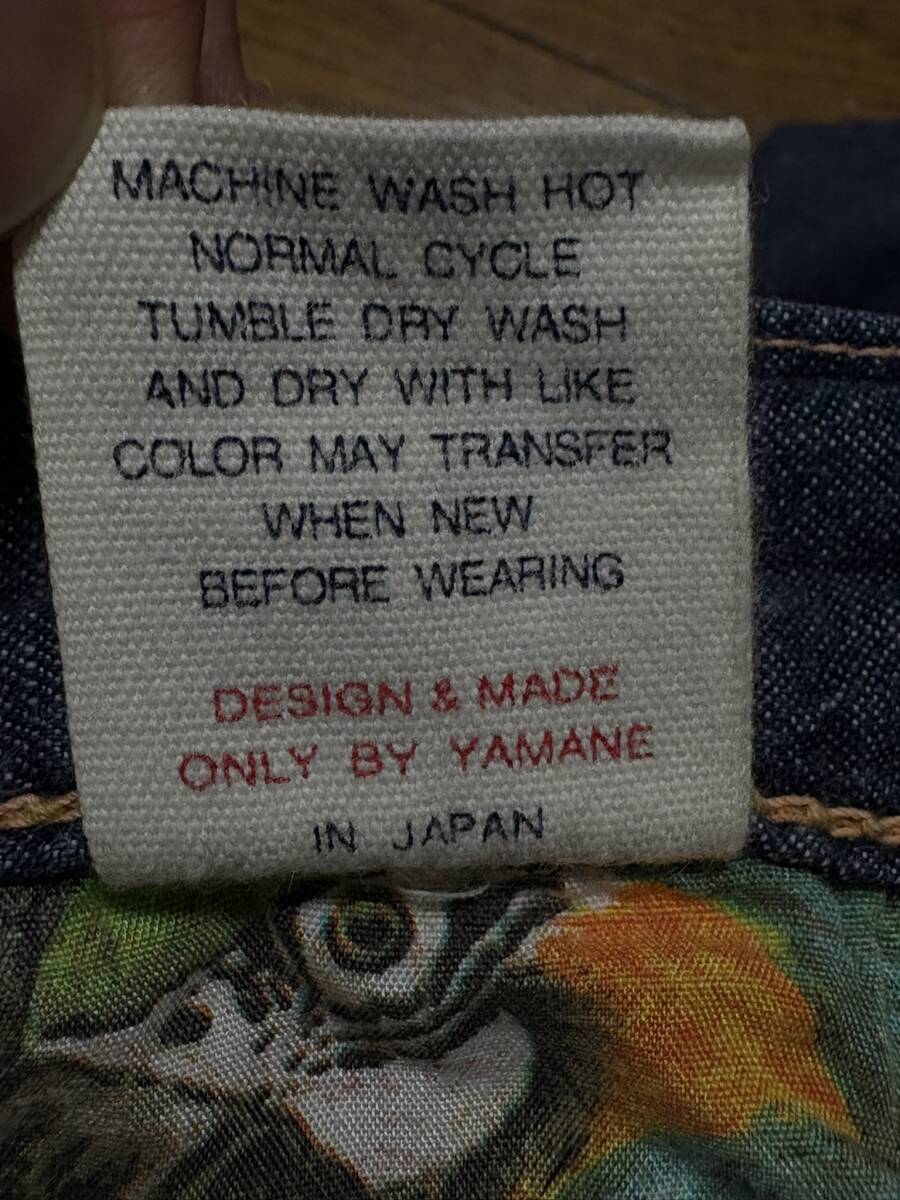 MACHINE WASH HOT
NORMAL CYCLE
TUMBLE DRY WASH
AND DRY WITH LIKE
COLOR MAY TRANSFER
WHEN NEW
BEFORE WEARING
DESIGN & MADE
ONLY BY YAMANE
IN JAPAN